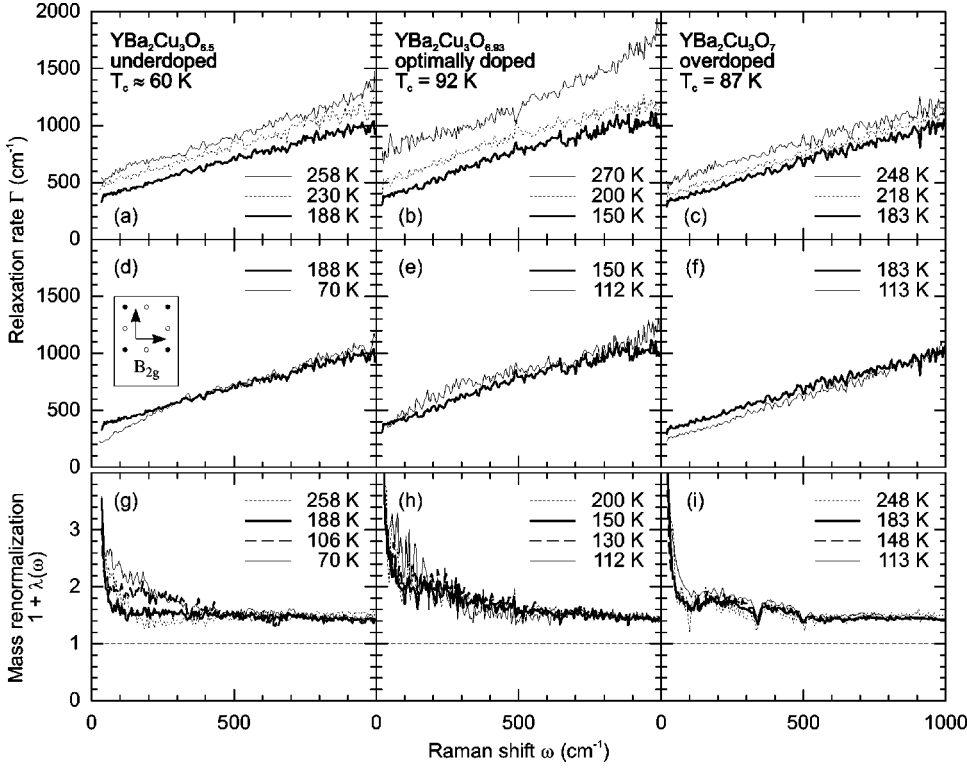 2000
1500
1000
500
0
YBa₂Cu₃O₆.₅
underdoped
T_c ≈ 60 K
258 K
230 K
188 K
(a)
YBa₂Cu₃O₆.₉₃
optimally doped
T_c = 92 K
270 K
200 K
150 K
(b)
YBa₂Cu₃O₇
overdoped
T_c = 87 K
248 K
218 K
183 K
(c)
Relaxation rate Γ (cm⁻¹)
1500
1000
500
0
(d)
188 K
70 K
B₂g
(e)
150 K
112 K
(f)
183 K
113 K
Mass renormalization
1 + λ(ω)
3
2
1
0
(g)
258 K
188 K
106 K
70 K
(h)
200 K
150 K
130 K
112 K
(i)
248 K
183 K
148 K
113 K
0 500 0 500 0 500 1000
Raman shift ω (cm⁻¹)